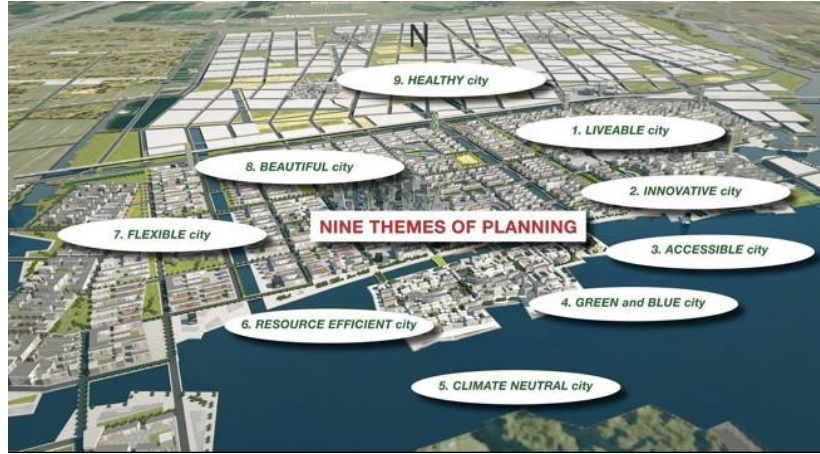 N
9. HEALTHY city
1. LIVEABLE city
8. BEAUTIFUL city
2. INNOVATIVE city
NINE THEMES OF PLANNING
7. FLEXIBLE city
3. ACCESSIBLE city
4. GREEN and BLUE city
6. RESOURCE EFFICIENT city
5. CLIMATE NEUTRAL city